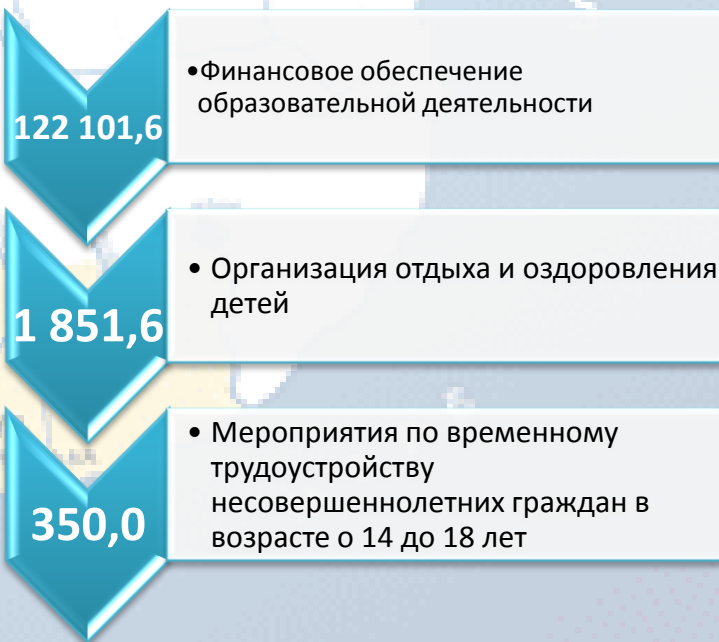 122 101,6
•Финансовое обеспечение
образовательной деятельности
1 851,6
• Организация отдыха и оздоровления
детей
350,0
• Мероприятия по временному
трудоустройству
несовершеннолетних граждан в
возрасте о 14 до 18 лет